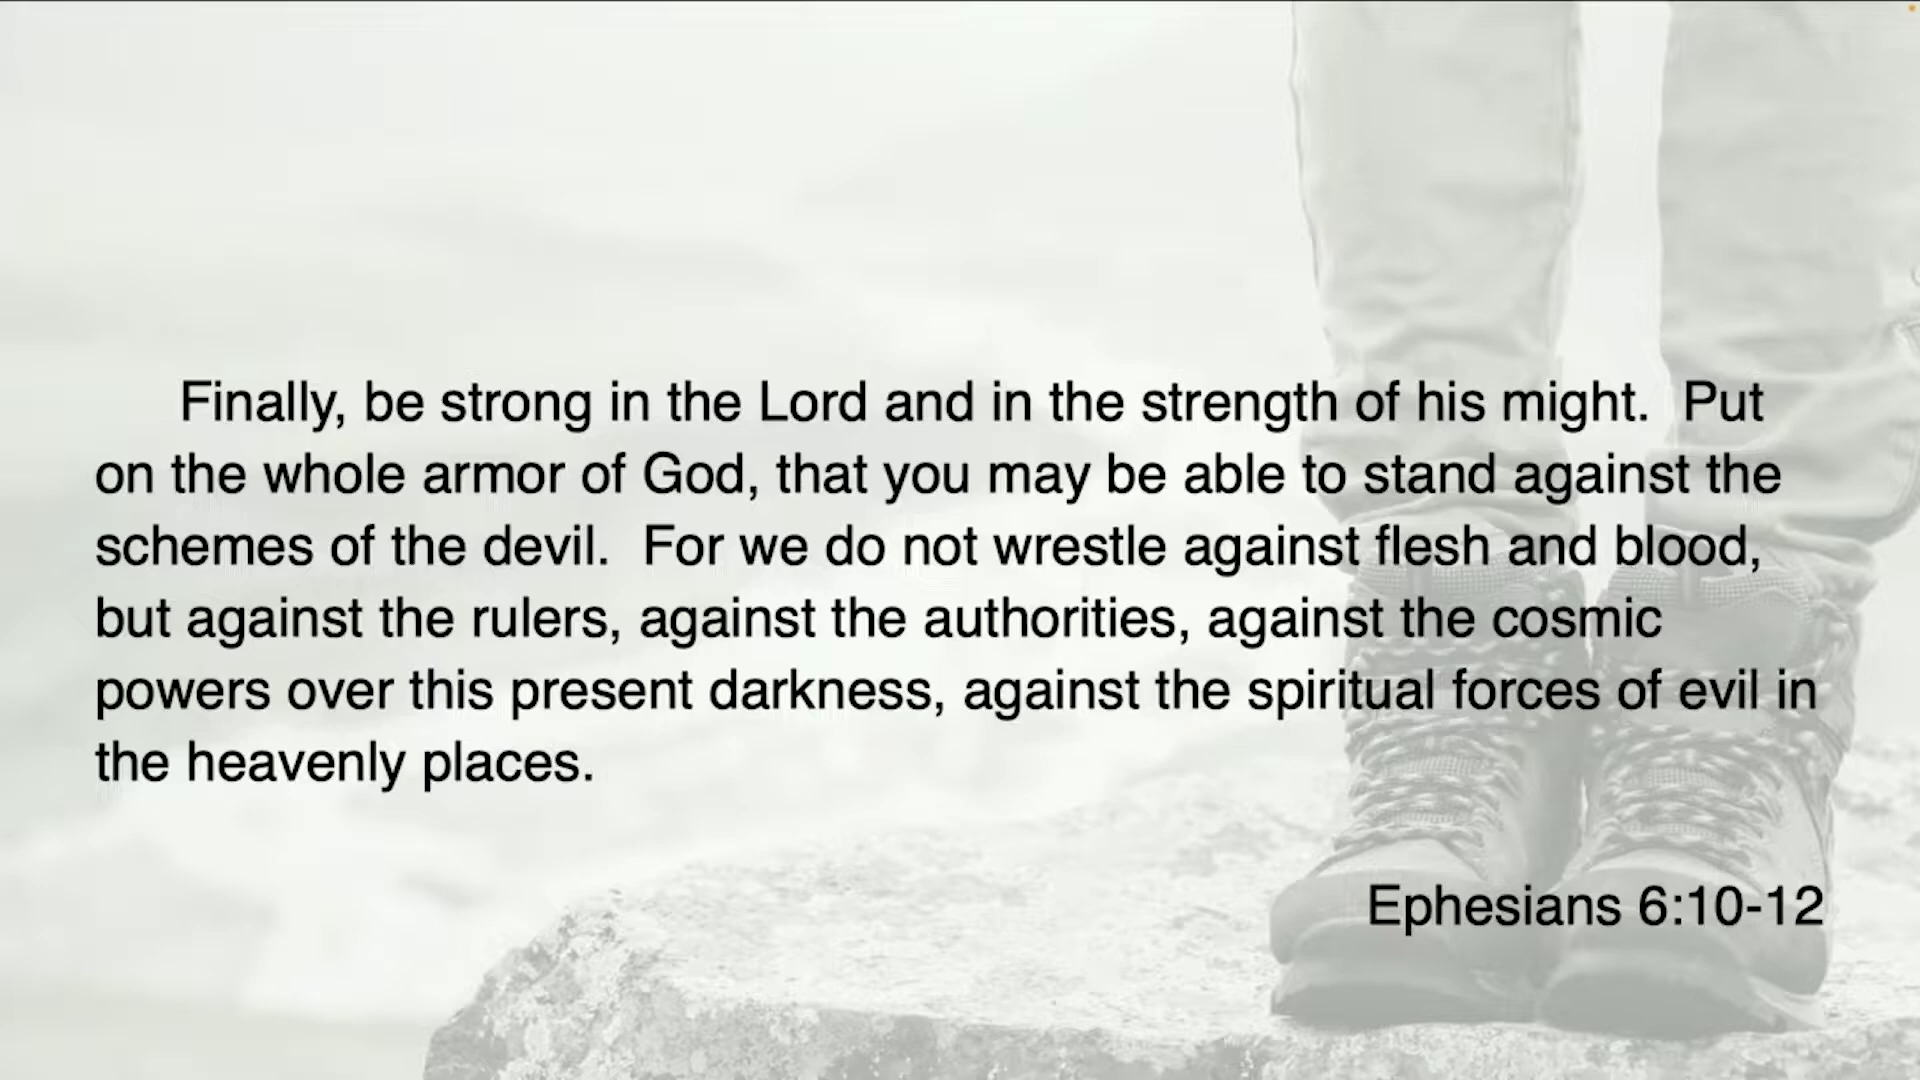 Finally, be strong in the Lord and in the strength of his might.  Put
on the whole armor of God, that you may be able to stand against the
schemes of the devil.  For we do not wrestle against flesh and blood,
but against the rulers, against the authorities, against the cosmic
powers over this present darkness, against the spiritual forces of evil in
the heavenly places.
Ephesians 6:10-12